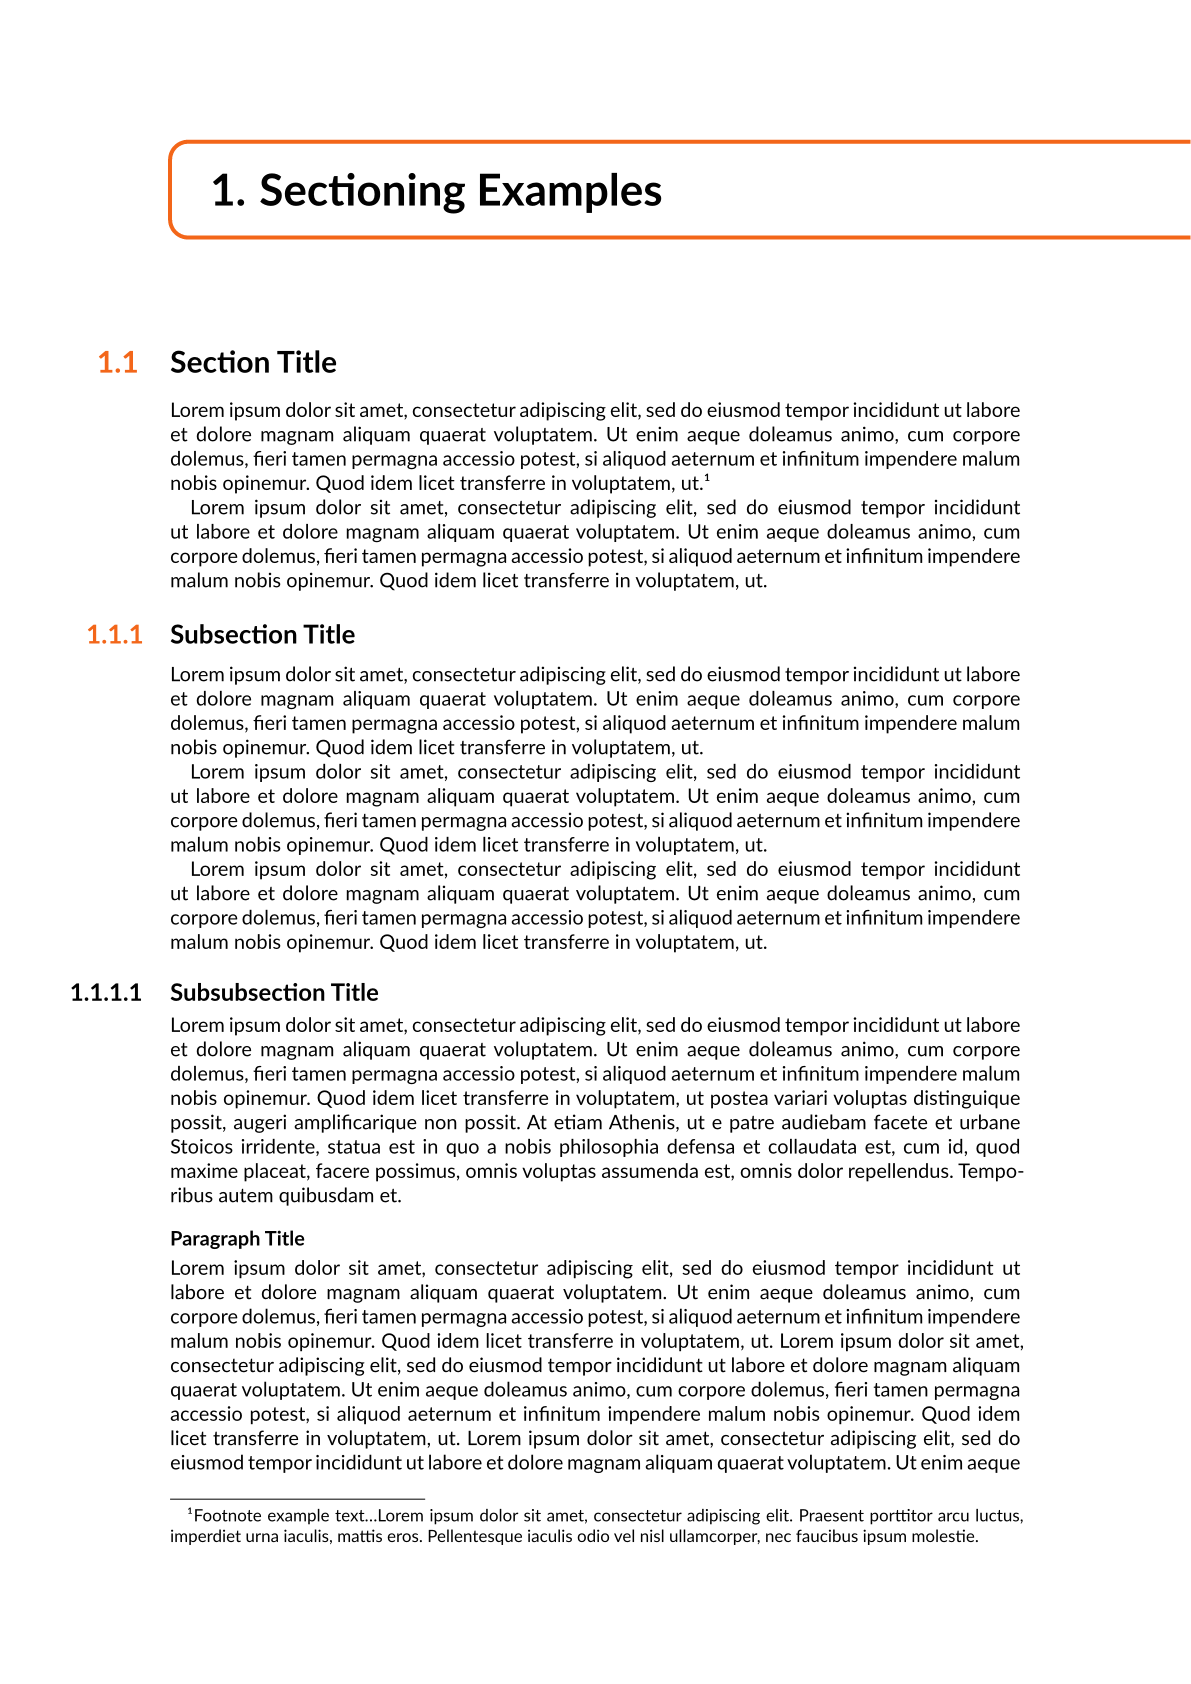 1. Sectioning Examples
1.1 Section Title
Lorem ipsum dolor sit amet, consectetur adipiscing elit, sed do eiusmod tempor incididunt ut labore
et dolore magnam aliquam quaerat voluptatem. Ut enim aeque doleamus animo, cum corpore
dolemus, fieri tamen permagna accessio potest, si aliquod aeternum et infinitum impendere malum
nobis opinemur. Quod idem licet transferre in voluptatem, ut.¹
Lorem ipsum dolor sit amet, consectetur adipiscing elit, sed do eiusmod tempor incididunt
ut labore et dolore magnam aliquam quaerat voluptatem. Ut enim aeque doleamus animo, cum
corpore dolemus, fieri tamen permagna accessio potest, si aliquod aeternum et infinitum impendere
malum nobis opinemur. Quod idem licet transferre in voluptatem, ut.
1.1.1 Subsection Title
Lorem ipsum dolor sit amet, consectetur adipiscing elit, sed do eiusmod tempor incididunt ut labore
et dolore magnam aliquam quaerat voluptatem. Ut enim aeque doleamus animo, cum corpore
dolemus, fieri tamen permagna accessio potest, si aliquod aeternum et infinitum impendere malum
nobis opinemur. Quod idem licet transferre in voluptatem, ut.
Lorem ipsum dolor sit amet, consectetur adipiscing elit, sed do eiusmod tempor incididunt
ut labore et dolore magnam aliquam quaerat voluptatem. Ut enim aeque doleamus animo, cum
corpore dolemus, fieri tamen permagna accessio potest, si aliquod aeternum et infinitum impendere
malum nobis opinemur. Quod idem licet transferre in voluptatem, ut.
Lorem ipsum dolor sit amet, consectetur adipiscing elit, sed do eiusmod tempor incididunt
ut labore et dolore magnam aliquam quaerat voluptatem. Ut enim aeque doleamus animo, cum
corpore dolemus, fieri tamen permagna accessio potest, si aliquod aeternum et infinitum impendere
malum nobis opinemur. Quod idem licet transferre in voluptatem, ut.
1.1.1.1 Subsubsection Title
Lorem ipsum dolor sit amet, consectetur adipiscing elit, sed do eiusmod tempor incididunt ut labore
et dolore magnam aliquam quaerat voluptatem. Ut enim aeque doleamus animo, cum corpore
dolemus, fieri tamen permagna accessio potest, si aliquod aeternum et infinitum impendere malum
nobis opinemur. Quod idem licet transferre in voluptatem, ut postea variari voluptas distinguique
possit, augeri amplificarique non possit. At etiam Athenis, ut e patre audiebam facete et urbane
Stoicos irridente, statua est in quo a nobis philosophia defensa et collaudata est, cum id, quod
maxime placeat, facere possimus, omnis voluptas assumenda est, omnis dolor repellendus. Tempo-
ribus autem quibusdam et.
Paragraph Title
Lorem ipsum dolor sit amet, consectetur adipiscing elit, sed do eiusmod tempor incididunt ut
labore et dolore magnam aliquam quaerat voluptatem. Ut enim aeque doleamus animo, cum
corpore dolemus, fieri tamen permagna accessio potest, si aliquod aeternum et infinitum impendere
malum nobis opinemur. Quod idem licet transferre in voluptatem, ut. Lorem ipsum dolor sit amet,
consectetur adipiscing elit, sed do eiusmod tempor incididunt ut labore et dolore magnam aliquam
quaerat voluptatem. Ut enim aeque doleamus animo, cum corpore dolemus, fieri tamen permagna
accessio potest, si aliquod aeternum et infinitum impendere malum nobis opinemur. Quod idem
licet transferre in voluptatem, ut. Lorem ipsum dolor sit amet, consectetur adipiscing elit, sed do
eiusmod tempor incididunt ut labore et dolore magnam aliquam quaerat voluptatem. Ut enim aeque
¹Footnote example text...Lorem ipsum dolor sit amet, consectetur adipiscing elit. Praesent porttitor arcu luctus,
imperdiet urna iaculis, mattis eros. Pellentesque iaculis odio vel nisl ullamcorper, nec faucibus ipsum molestie.